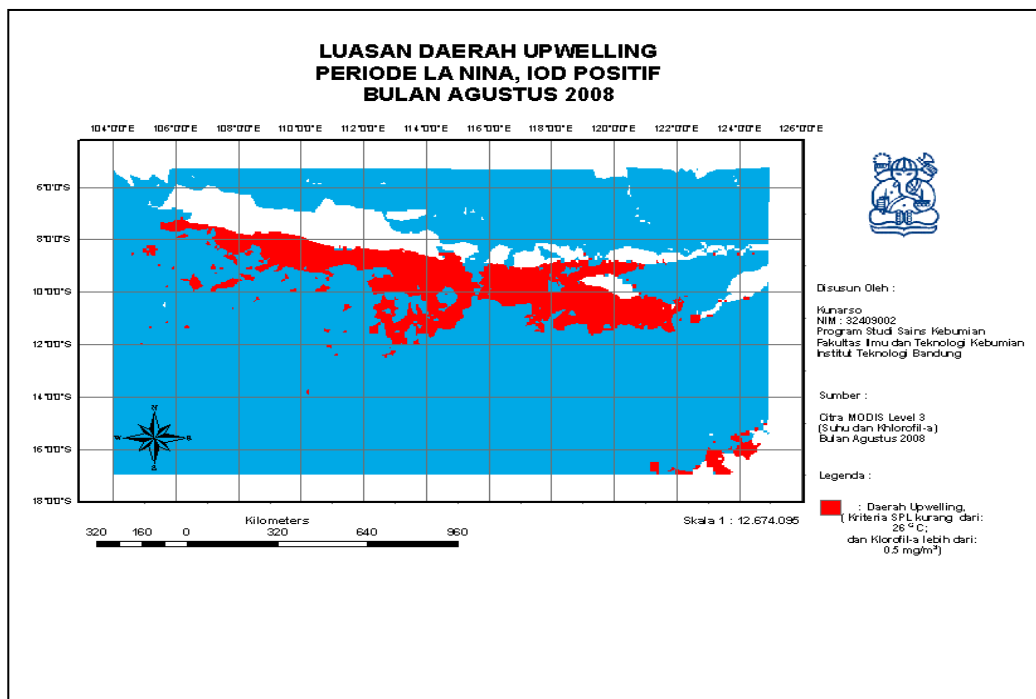 LUASAN DAERAH UPWELLING
PERIODE LA NINA, IOD POSITIF
BULAN AGUSTUS 2008
104°0'0"E 106°0'0"E 108°0'0"E 110°0'0"E 112°0'0"E 114°0'0"E 116°0'0"E 118°0'0"E 120°0'0"E 122°0'0"E 124°0'0"E 126°0'0"E
6°0'0"S
8°0'0"S
10°0'0"S
12°0'0"S
14°0'0"S
16°0'0"S
18°0'0"S
N
W E
S
Disusun Oleh :
Kunarso
NIM : 32409002
Program Studi Sains Kebumian
Fakultas Ilmu dan Teknologi Kebumian
Institut Teknologi Bandung
Sumber :
Citra MODIS Level 3
(Suhu dan Khlorofil-a)
Bulan Agustus 2008
Legenda :
: Daerah Upwelling,
( Kriteria SPL kurang dari:
26 ° C;
dan Klorofil-a lebih dari:
0.5 mg/m³)
Kilometers
320 160 0 320 640 960
Skala 1 : 12.674.095